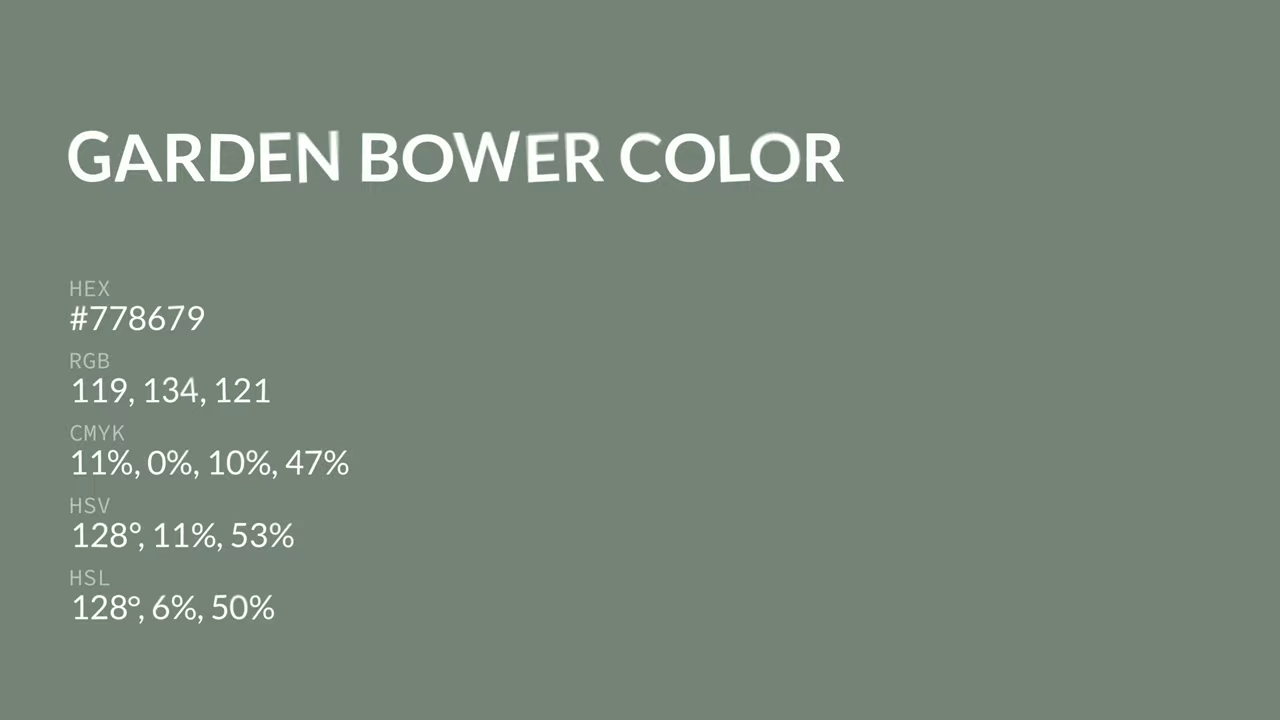 GARDEN BOWER COLOR
HEX
#778679
RGB
119, 134, 121
CMYK
11%, 0%, 10%, 47%
HSV
128°, 11%, 53%
HSL
128°, 6%, 50%